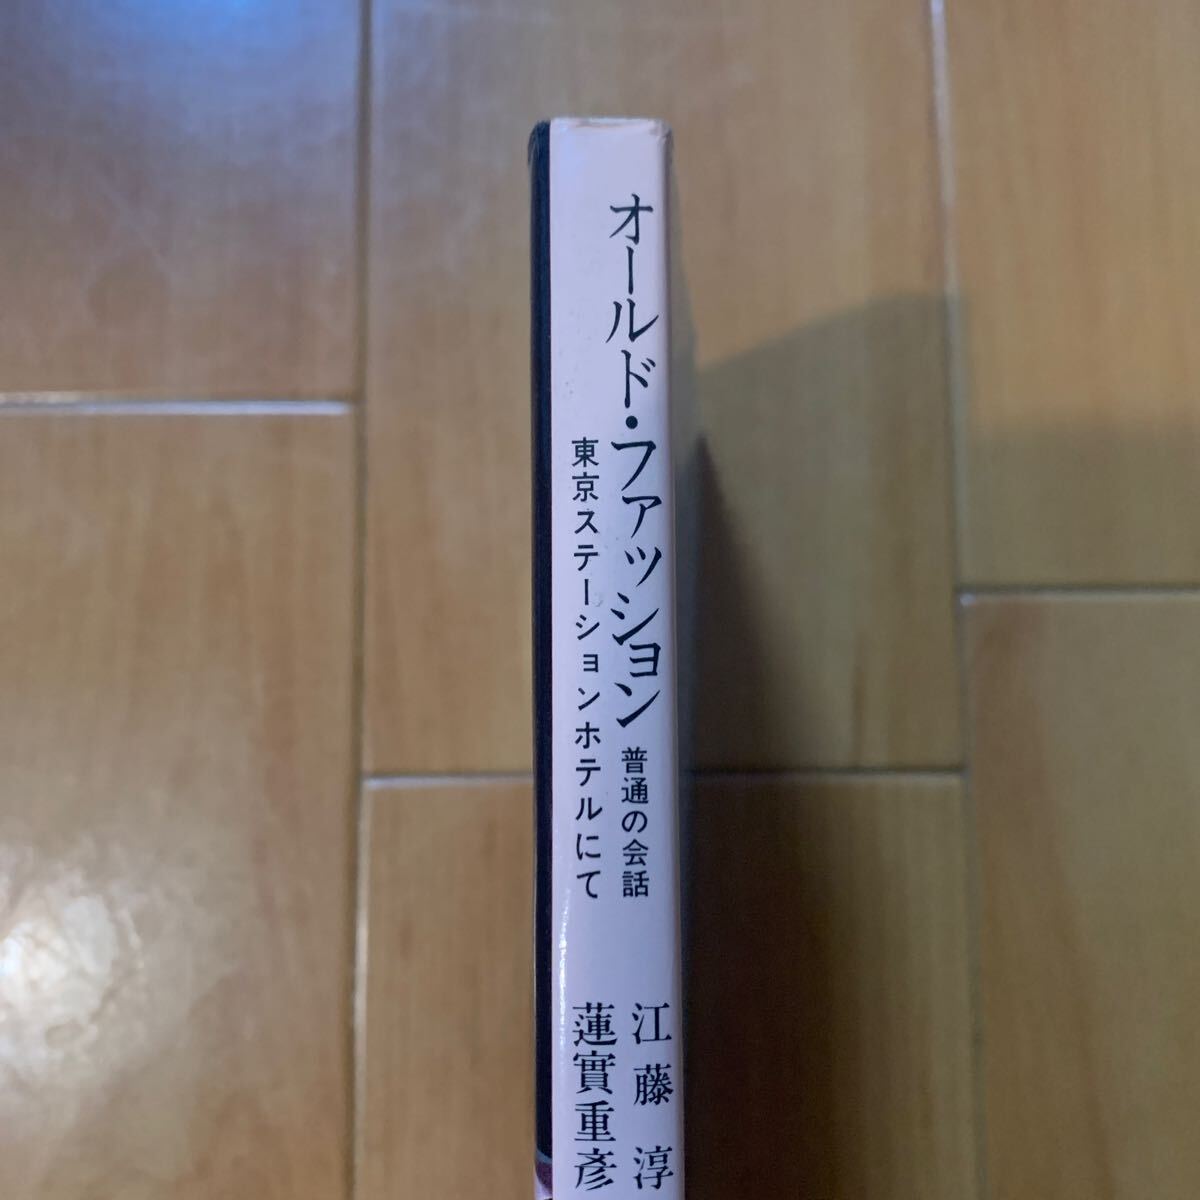 オールド・ファッション 普通の会話
東京ステーションホテルにて
江藤 淳
蓮實重彥